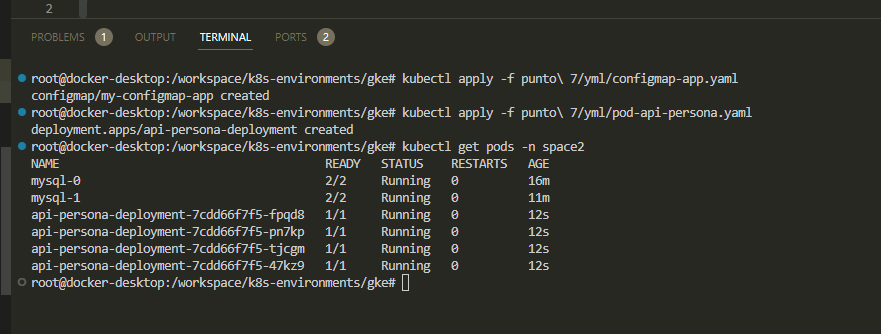 2
PROBLEMS 1 OUTPUT TERMINAL PORTS 2
root@docker-desktop:/workspace/k8s-environments/gke# kubectl apply -f punto\ 7/yml/configmap-app.yaml
configmap/my-configmap-app created
root@docker-desktop:/workspace/k8s-environments/gke# kubectl apply -f punto\ 7/yml/pod-api-persona.yaml
deployment.apps/api-persona-deployment created
root@docker-desktop:/workspace/k8s-environments/gke# kubectl get pods -n space2
NAME READY STATUS RESTARTS AGE
mysql-0 2/2 Running 0 16m
mysql-1 2/2 Running 0 11m
api-persona-deployment-7cdd66f7f5-fpqd8 1/1 Running 0 12s
api-persona-deployment-7cdd66f7f5-pn7kp 1/1 Running 0 12s
api-persona-deployment-7cdd66f7f5-tjcgm 1/1 Running 0 12s
api-persona-deployment-7cdd66f7f5-47kz9 1/1 Running 0 12s
root@docker-desktop:/workspace/k8s-environments/gke#